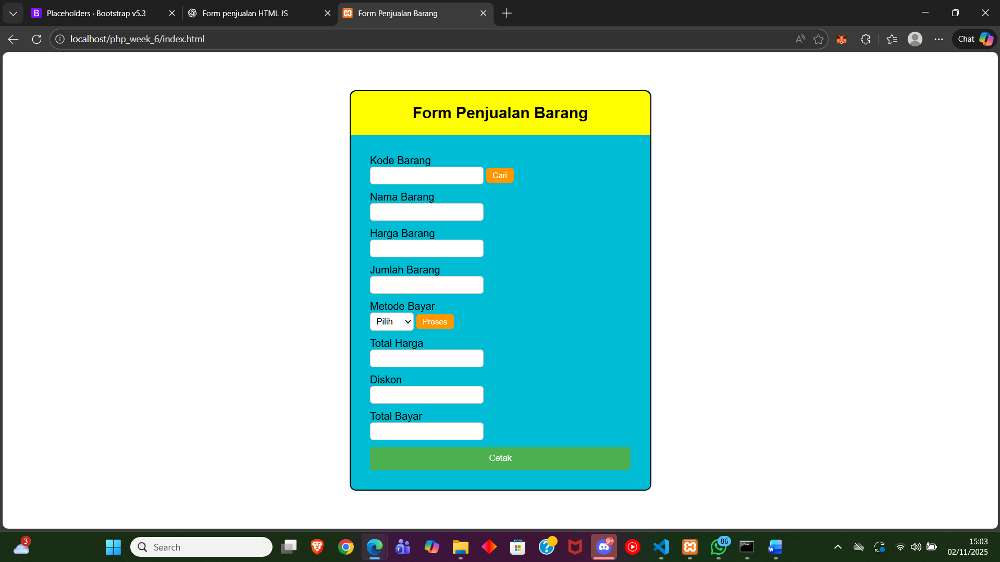 Placeholders · Bootstrap v5.3
Form penjualan HTML JS
Form Penjualan Barang
localhost/php_week_6/index.html
Chat
Form Penjualan Barang
Kode Barang
Cari
Nama Barang
Harga Barang
Jumlah Barang
Metode Bayar
Pilih
Proses
Total Harga
Diskon
Total Bayar
Cetak
3
Search
9+
86
15:03
02/11/2025